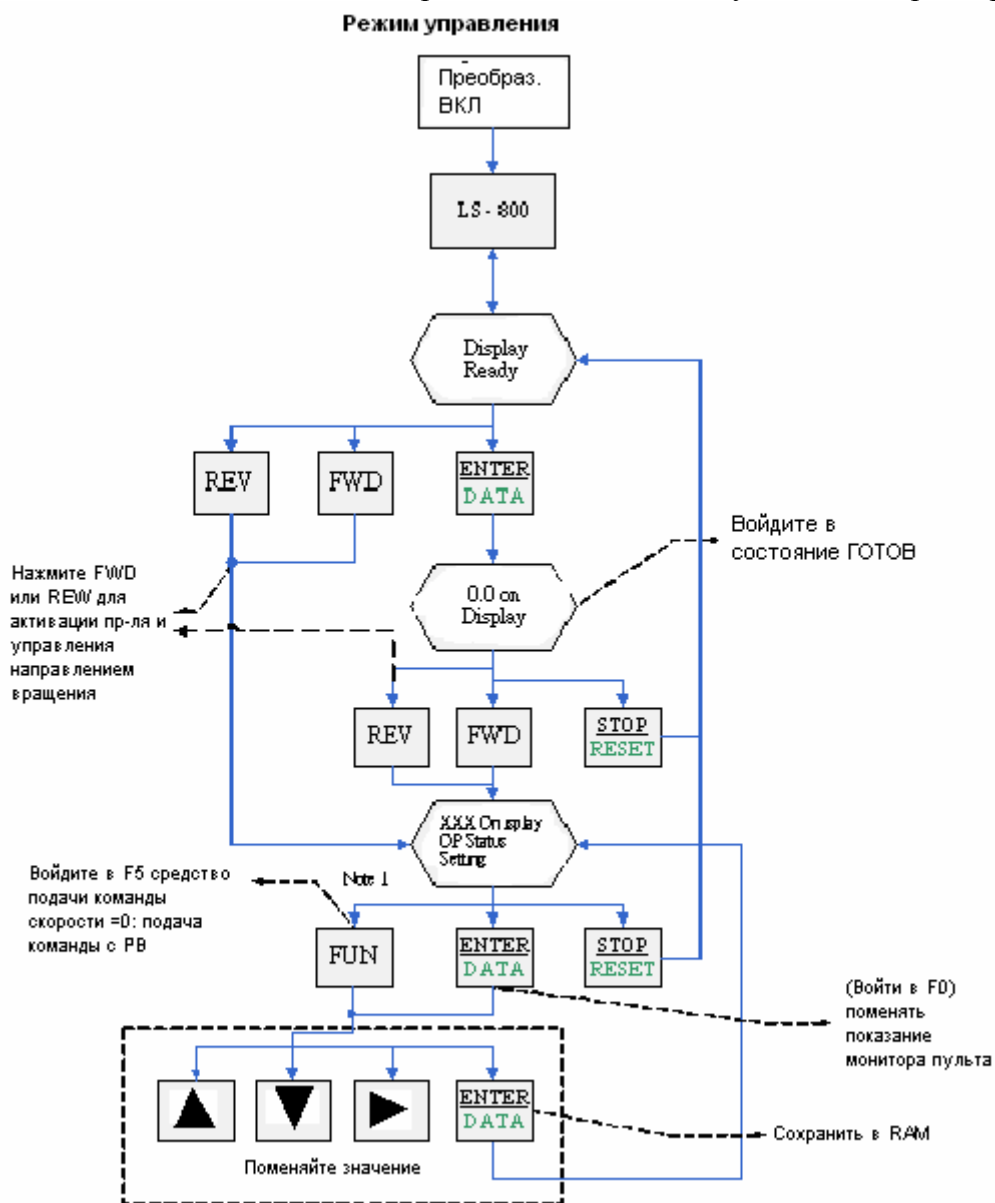 Режим управления
Преобраз.
ВКЛ
LS - 800
Display
Ready
REV
FWD
ENTER
DATA
Войдите в
состояние ГОТОВ
Нажмите FWD
или REW для
активации пр-ля и
управления
направлением
вращения
0.0 on
Display
REV
FWD
STOP
RESET
XXX On isplay
OP Status
Setting
Войдите в F5 средство
подачи команды
скорости =0: подача
команды с PB
Note 1
FUN
ENTER
DATA
STOP
RESET
(Войти в F0)
поменять
показание
монитора пульта
ENTER
DATA
Сохранить в RAM
Поменяйте значение